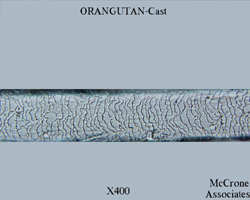 ORANGUTAN-Cast
X400
McCrone
Associates